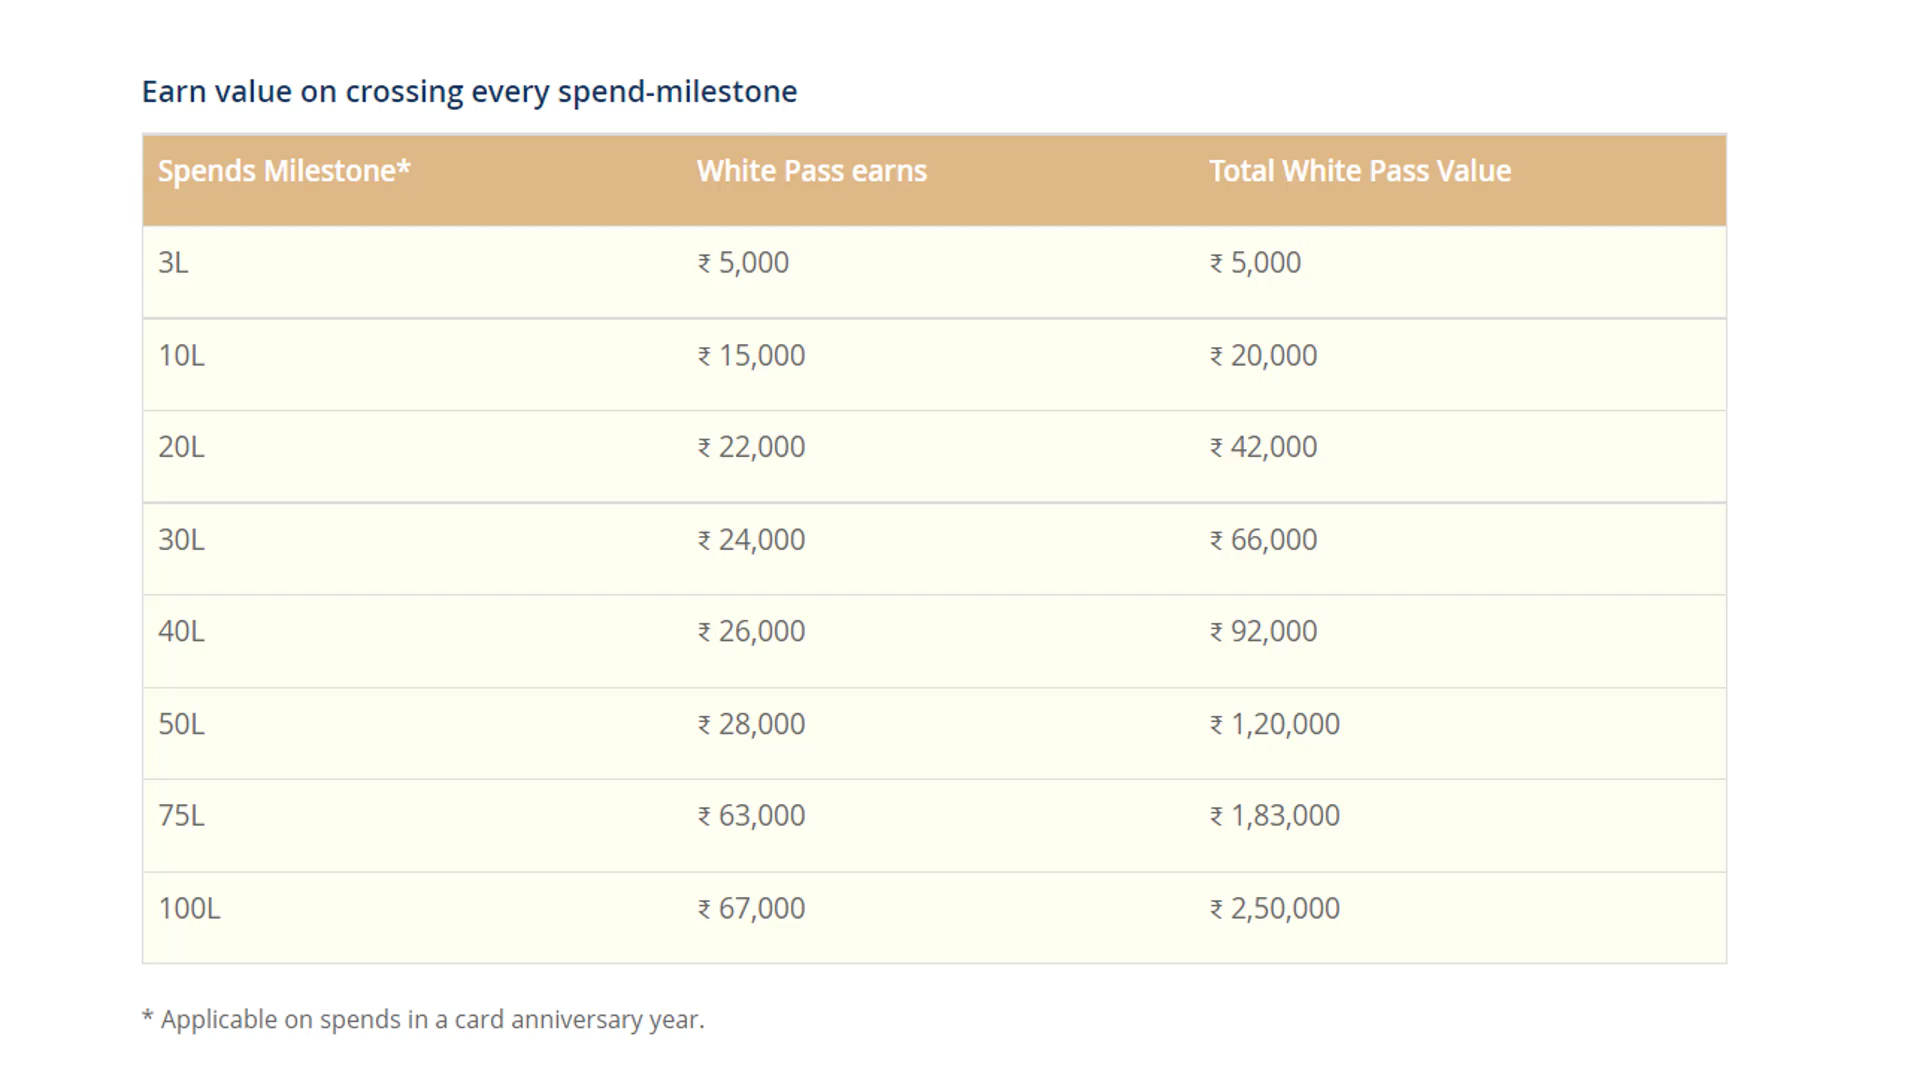 Earn value on crossing every spend-milestone
Spends Milestone* White Pass earns Total White Pass Value
3L ₹ 5,000 ₹ 5,000
10L ₹ 15,000 ₹ 20,000
20L ₹ 22,000 ₹ 42,000
30L ₹ 24,000 ₹ 66,000
40L ₹ 26,000 ₹ 92,000
50L ₹ 28,000 ₹ 1,20,000
75L ₹ 63,000 ₹ 1,83,000
100L ₹ 67,000 ₹ 2,50,000
* Applicable on spends in a card anniversary year.